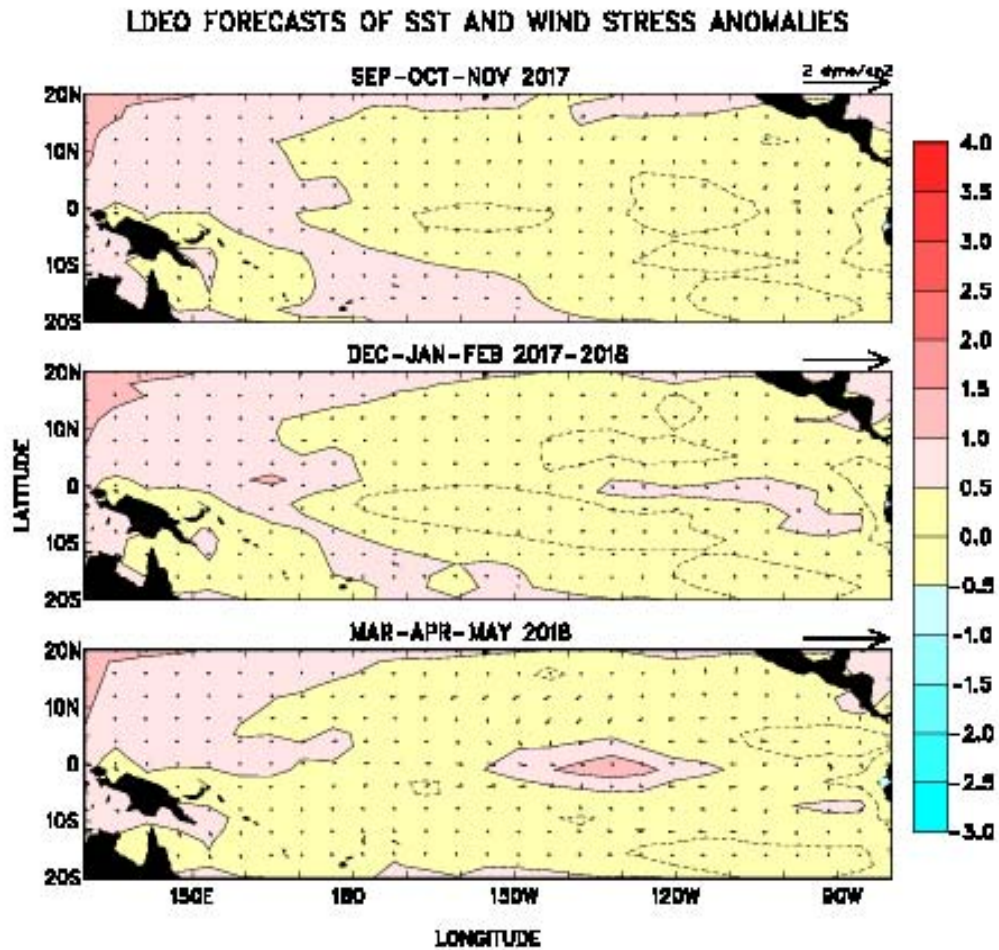 LDEO FORECASTS OF SST AND WIND STRESS ANOMALIES
SEP-OCT-NOV 2017
2 dyne/cm2
20N
10N
0
10S
20S
DEC-JAN-FEB 2017-2018
20N
10N
0
10S
20S
MAR-APR-MAY 2018
20N
10N
0
10S
20S
150E 180 150W 120W 90W
LATITUDE
LONGITUDE
4.0
3.5
3.0
2.5
2.0
1.5
1.0
0.5
0.0
-0.5
-1.0
-1.5
-2.0
-2.5
-3.0